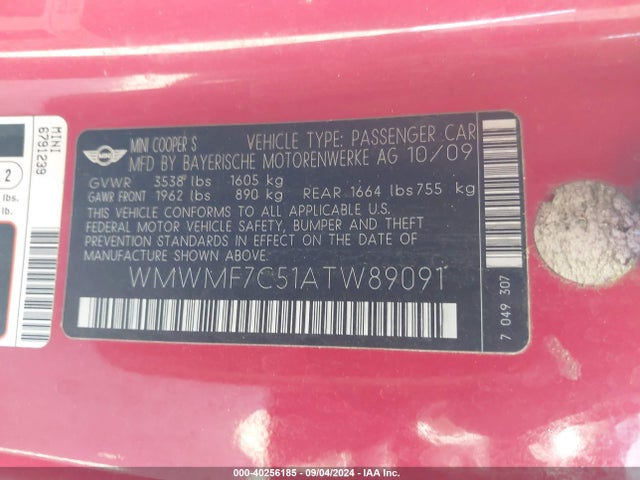 MINI COOPER S VEHICLE TYPE: PASSENGER CAR
MFD BY BAYERISCHE MOTORENWERKE AG 10/09
GVWR 3538 lbs 1605 kg
GAWR FRONT 1962 lbs 890 kg REAR 1664 lbs 755 kg
THIS VEHICLE CONFORMS TO ALL APPLICABLE U.S.
FEDERAL MOTOR VEHICLE SAFETY, BUMPER AND THEFT
PREVENTION STANDARDS IN EFFECT ON THE DATE OF
MANUFACTURE SHOWN ABOVE.
WMWMF7C51ATW89091
7 049 307
MINI
6791239
2
lbs.
lb.
000-40256185 - 09/04/2024 - IAA Inc.